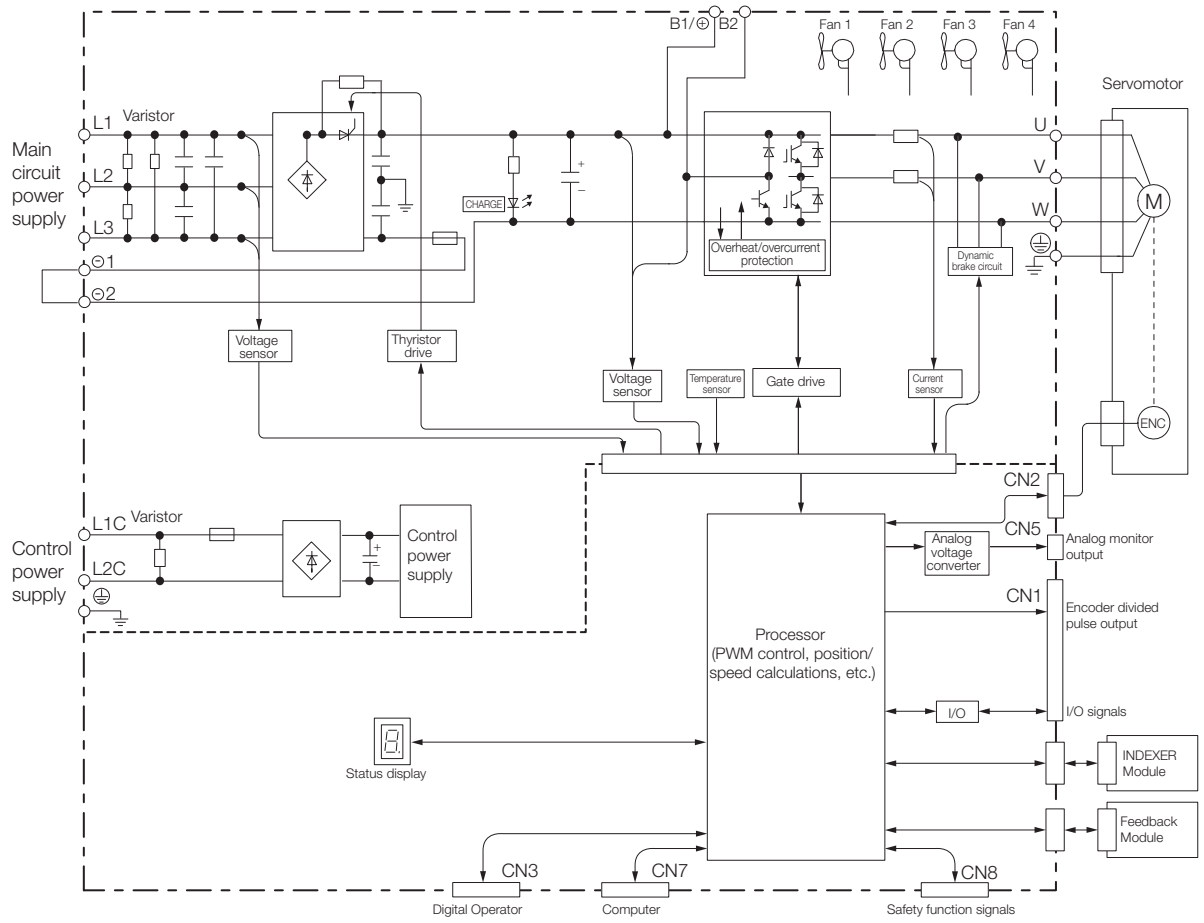 B1/⊕ B2
Fan 1
Fan 2
Fan 3
Fan 4
Servomotor
Main
circuit
power
supply
L1
Varistor
L2
L3
⊖1
⊖2
CHARGE
+
−
Overheat/overcurrent
protection
Dynamic
brake circuit
U
V
W
M
ENC
Voltage
sensor
Thyristor
drive
Voltage
sensor
Temperature
sensor
Gate drive
Current
sensor
Control
power
supply
L1C
Varistor
L2C
+
−
Control
power
supply
CN2
CN5
Analog
voltage
converter
Analog monitor
output
CN1
Encoder divided
pulse output
Processor
(PWM control, position/
speed calculations, etc.)
I/O
I/O signals
8.
Status display
INDEXER
Module
Feedback
Module
CN3
CN7
CN8
Digital Operator
Computer
Safety function signals